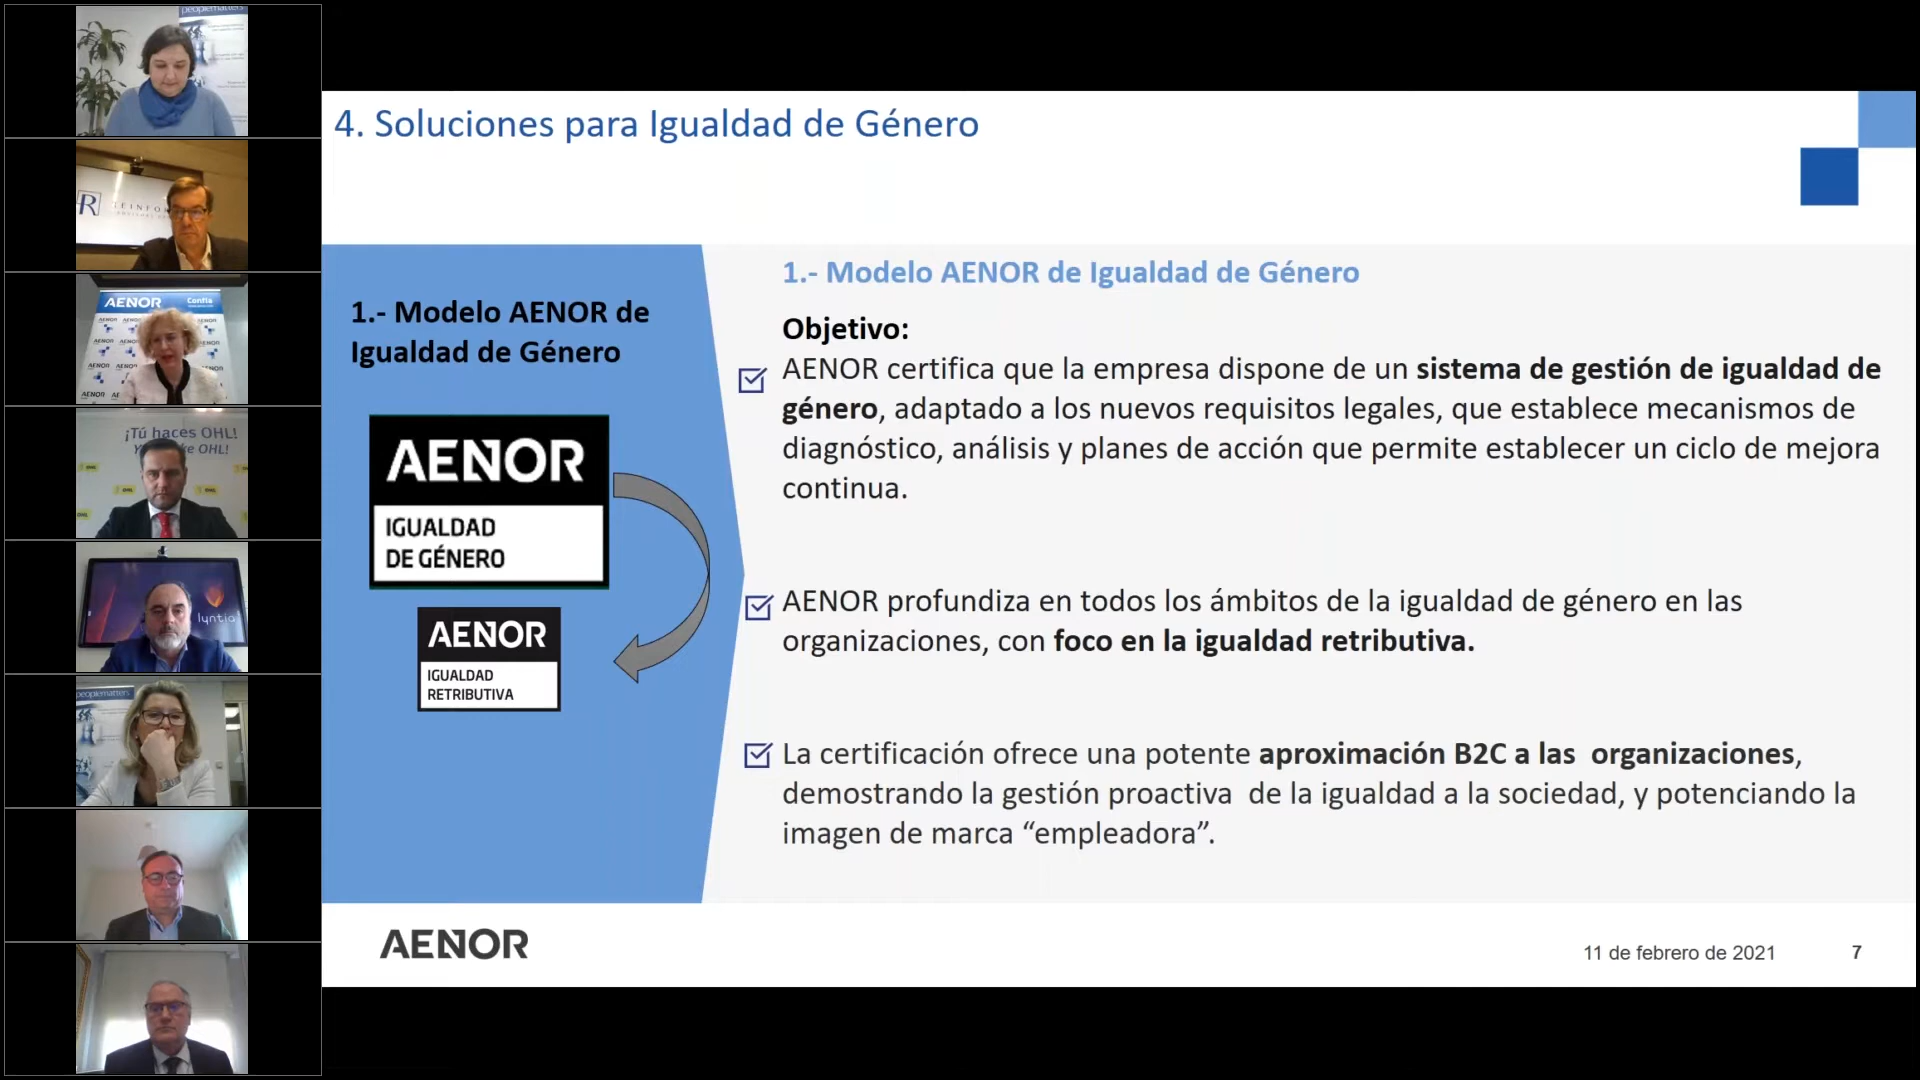 peoplematters
R
AENOR
Confía
AENOR
AENOR
¡Tú haces OHL!
OHL
lyntia
peoplematters
4. Soluciones para Igualdad de Género
1.- Modelo AENOR de
Igualdad de Género
AENOR
IGUALDAD
DE GÉNERO
AENOR
IGUALDAD
RETRIBUTIVA
1.- Modelo AENOR de Igualdad de Género
Objetivo:
AENOR certifica que la empresa dispone de un sistema de gestión de igualdad de
género, adaptado a los nuevos requisitos legales, que establece mecanismos de
diagnóstico, análisis y planes de acción que permite establecer un ciclo de mejora
continua.
AENOR profundiza en todos los ámbitos de la igualdad de género en las
organizaciones, con foco en la igualdad retributiva.
La certificación ofrece una potente aproximación B2C a las  organizaciones,
demostrando la gestión proactiva  de la igualdad a la sociedad, y potenciando la
imagen de marca “empleadora”.
AENOR
11 de febrero de 2021
7